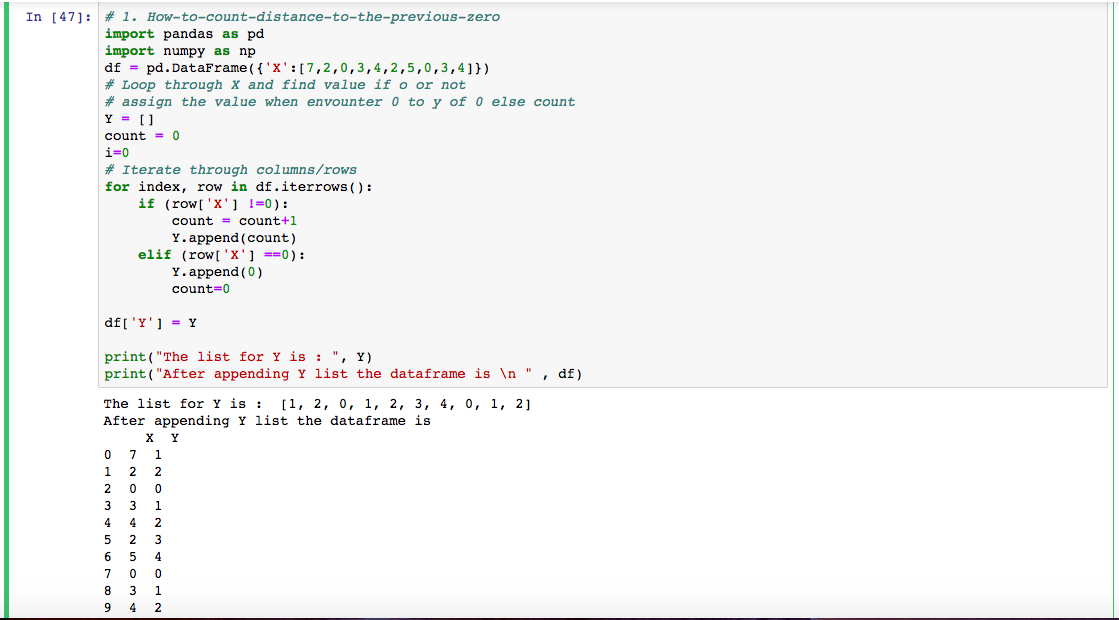 In [47]: # 1. How-to-count-distance-to-the-previous-zero
import pandas as pd
import numpy as np
df = pd.DataFrame({'X':[7,2,0,3,4,2,5,0,3,4]})
# Loop through X and find value if o or not
# assign the value when envounter 0 to y of 0 else count
Y = []
count = 0
i=0
# Iterate through columns/rows
for index, row in df.iterrows():
    if (row['X'] !=0):
        count = count+1
        Y.append(count)
    elif (row['X'] ==0):
        Y.append(0)
        count=0
df['Y'] = Y
print("The list for Y is : ", Y)
print("After appending Y list the dataframe is \n " , df)
The list for Y is :  [1, 2, 0, 1, 2, 3, 4, 0, 1, 2]
After appending Y list the dataframe is
     X  Y
0  7  1
1  2  2
2  0  0
3  3  1
4  4  2
5  2  3
6  5  4
7  0  0
8  3  1
9  4  2